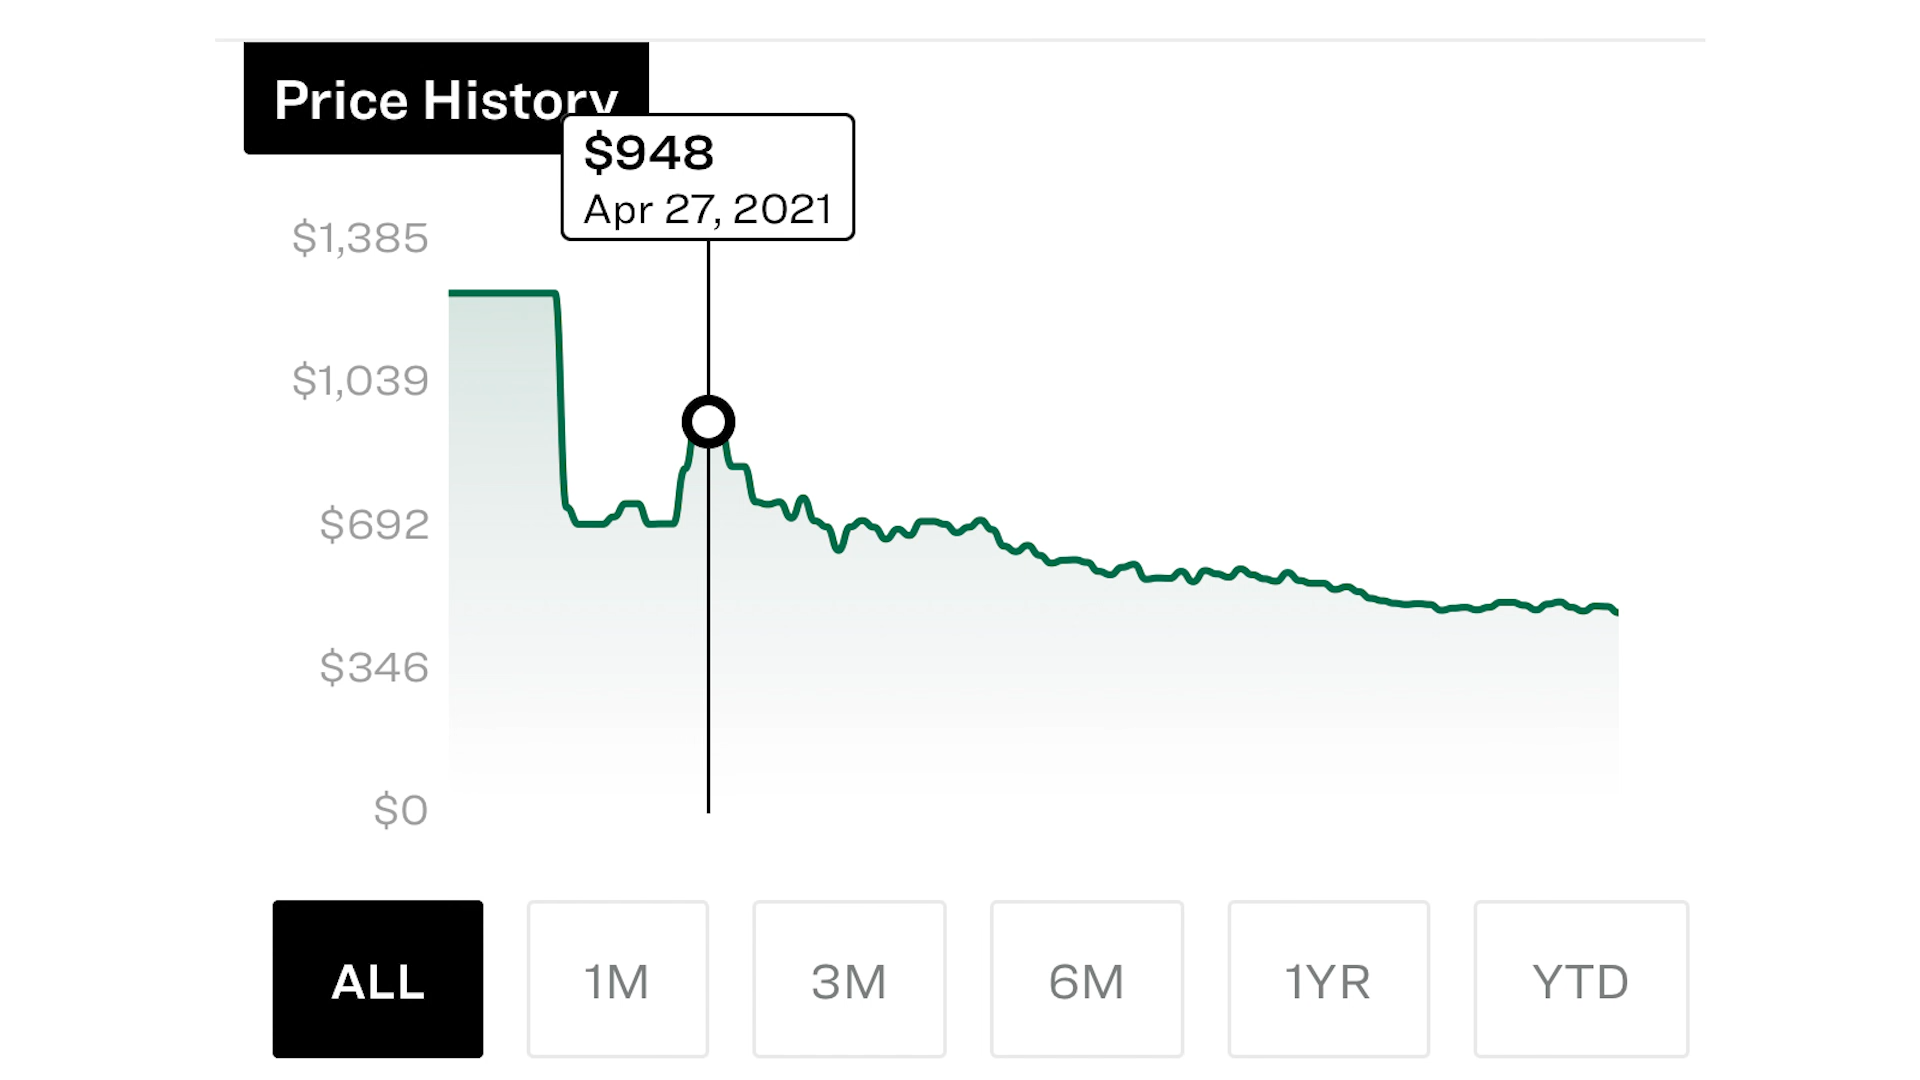 Price History
$948
Apr 27, 2021
$1,385
$1,039
$692
$346
$0
ALL 1M 3M 6M 1YR YTD